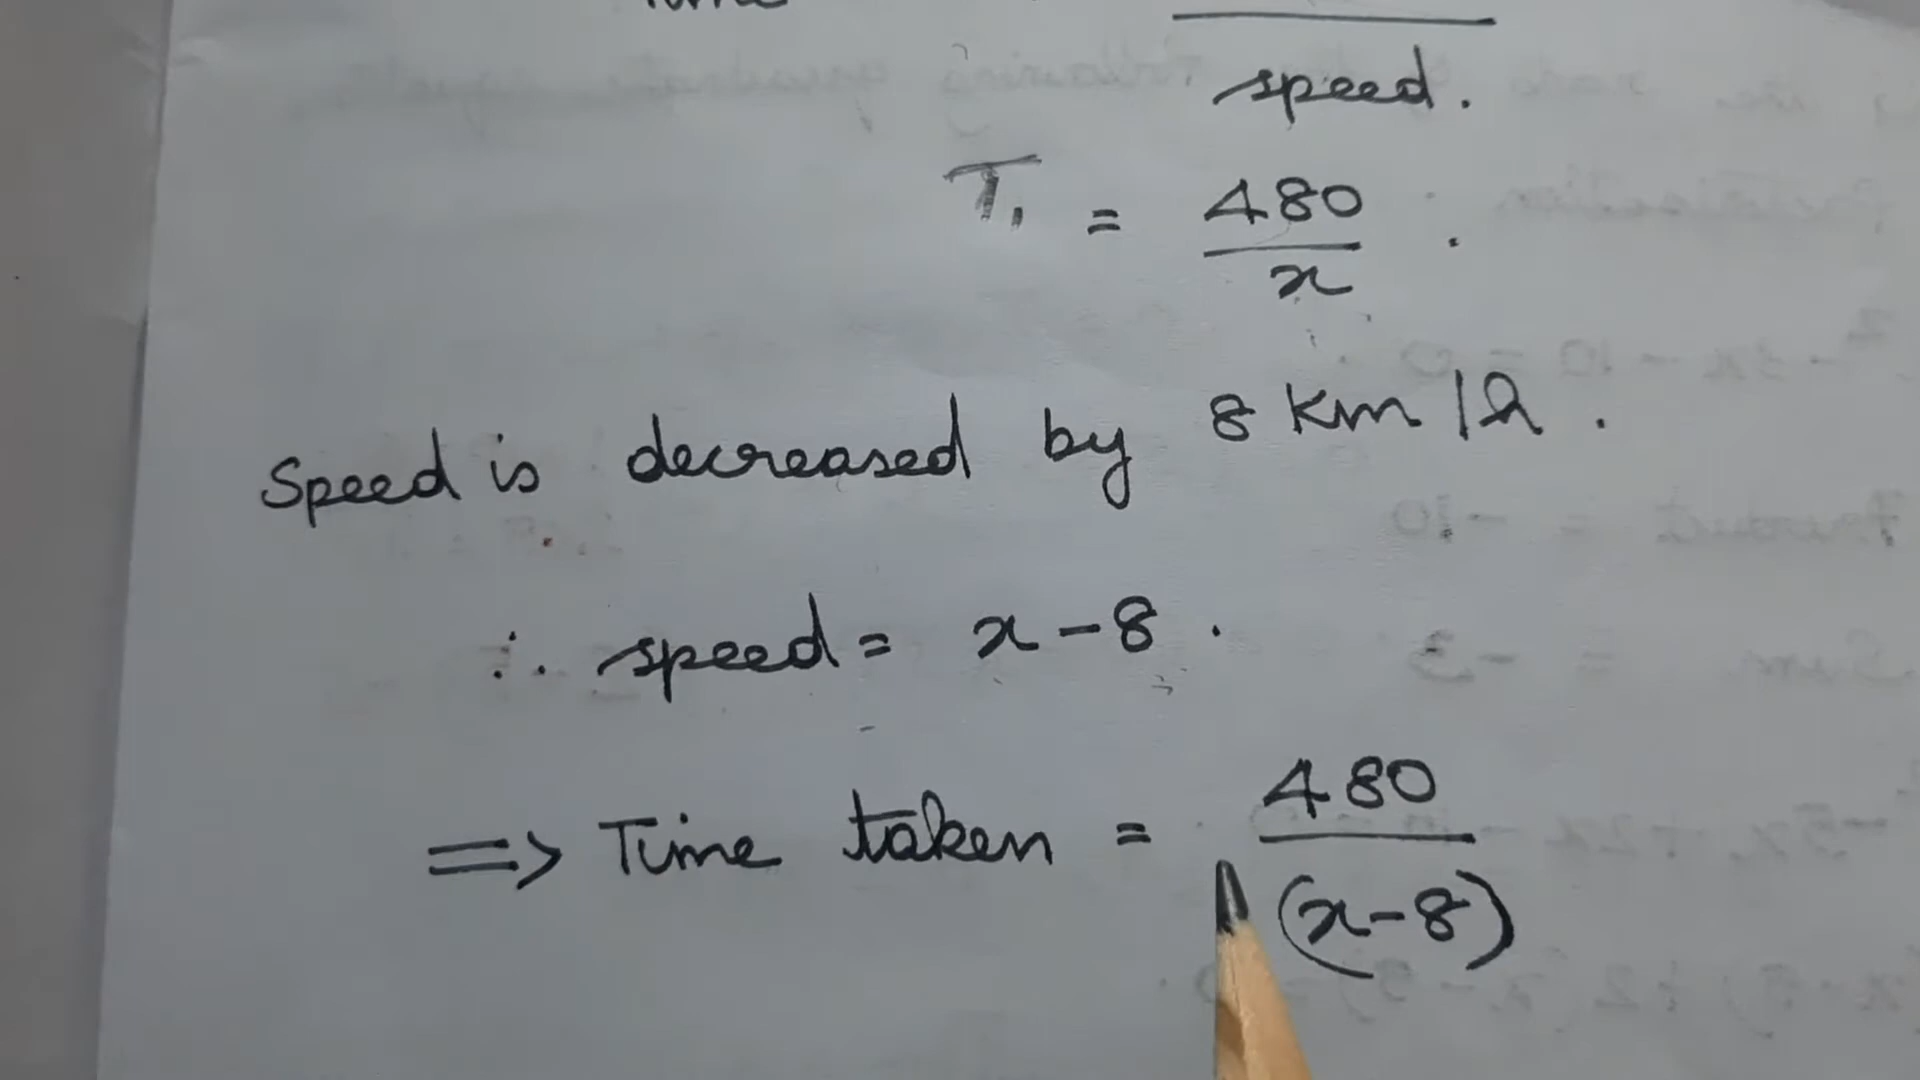 speed.
T₁ = 480/x .
Speed is decreased by 8 Km/h.
∴ speed = x - 8 .
=> Time taken = 480/(x-8)